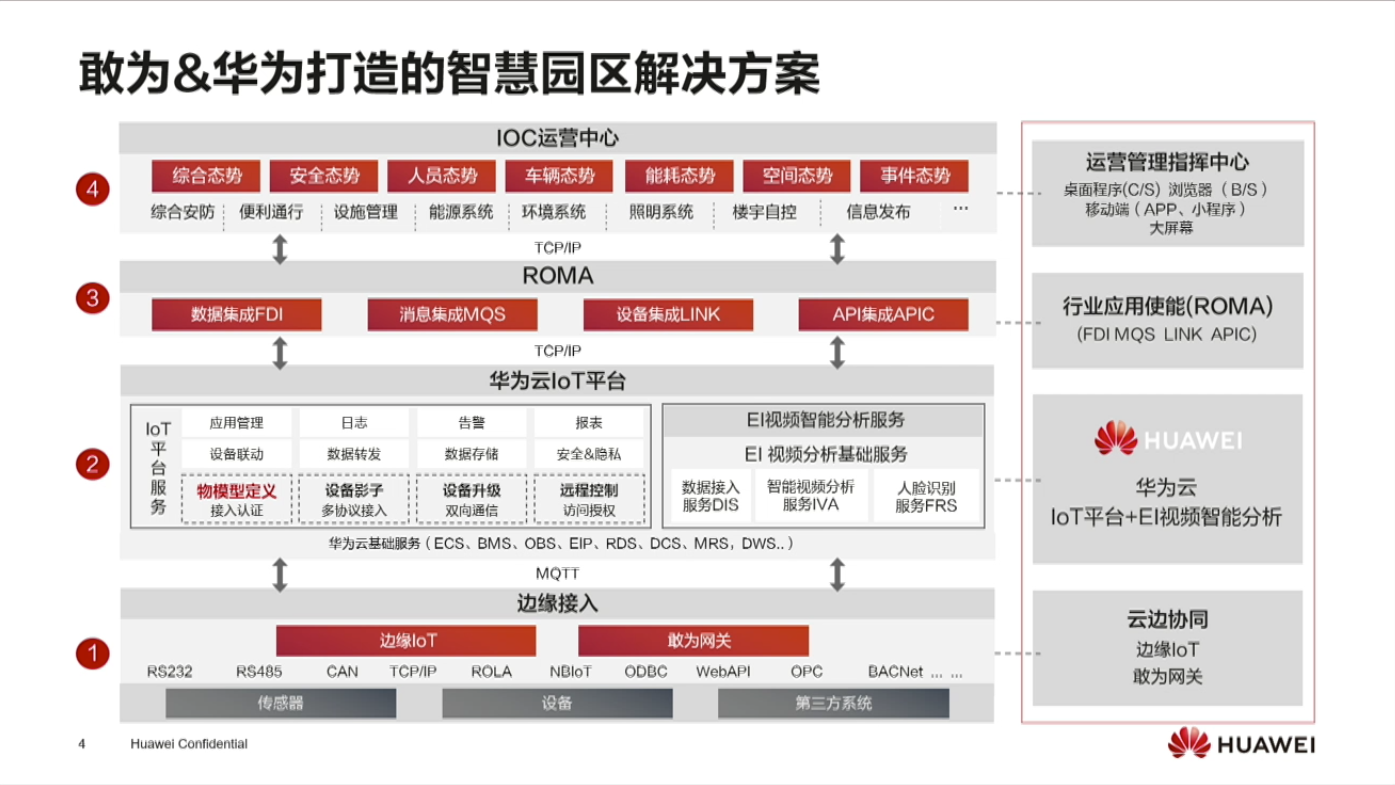 敢为&华为打造的智慧园区解决方案
IOC运营中心
4
综合态势 安全态势 人员态势 车辆态势 能耗态势 空间态势 事件态势
综合安防 便利通行 设施管理 能源系统 环境系统 照明系统 楼宇自控 信息发布 ...
TCP/IP
ROMA
3
数据集成FDI 消息集成MQS 设备集成LINK API集成APIC
TCP/IP
华为云IoT平台
2
IoT
平
台
服
务
应用管理 日志 告警 报表
设备联动 数据转发 数据存储 安全&隐私
物模型定义 设备影子 设备升级 远程控制
接入认证 多协议接入 双向通信 访问授权
EI视频智能分析服务
EI 视频分析基础服务
数据接入 智能视频分析 人脸识别
服务DIS 服务IVA 服务FRS
华为云基础服务（ECS、BMS、OBS、EIP、RDS、DCS、MRS，DWS..）
MQTT
边缘接入
1
边缘IoT 敢为网关
RS232 RS485 CAN TCP/IP ROLA NBIoT ODBC WebAPI OPC BACNet ... ...
传感器 设备 第三方系统
运营管理指挥中心
桌面程序(C/S) 浏览器（B/S）
移动端（APP、小程序）
大屏幕
行业应用使能(ROMA)
(FDI MQS LINK APIC)
HUAWEI
华为云
IoT平台+EI视频智能分析
云边协同
边缘IoT
敢为网关
4 Huawei Confidential
HUAWEI